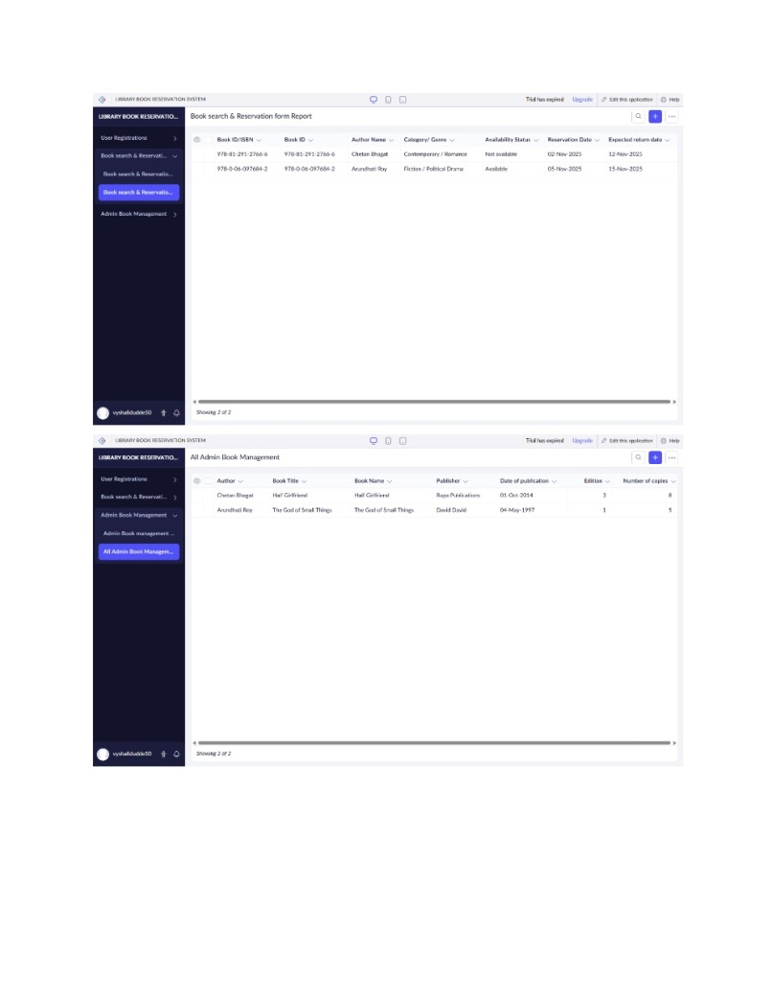 LIBRARY BOOK RESERVATION SYSTEM Trial has expired Upgrade Edit this application Help
LIBRARY BOOK RESERVATIO... Book search & Reservation form Report
User Registrations
Book ID/ISBN Book ID Author Name Category/ Genre Availability Status Reservation Date Expected return date
Book search & Reservati... 978-81-291-2766-6 978-81-291-2766-6 Chetan Bhagat Contemporary / Romance Not available 02-Nov-2025 12-Nov-2025
978-0-06-097684-2 978-0-06-097684-2 Arundhati Roy Fiction / Political Drama Available 05-Nov-2025 15-Nov-2025
Book search & Reservatio...
Book search & Reservatio...
Admin Book Management
vyshalidudde50 Showing 2 of 2
LIBRARY BOOK RESERVATION SYSTEM Trial has expired Upgrade Edit this application Help
LIBRARY BOOK RESERVATIO... All Admin Book Management
User Registrations Author Book Title Book Name Publisher Date of publication Edition Number of copies
Book search & Reservati... Chetan Bhagat Half Girlfriend Half Girlfriend Rupa Publications 01-Oct-2014 3 8
Admin Book Management Arundhati Roy The God of Small Things The God of Small Things David David 04-May-1997 1 5
Admin Book management ...
All Admin Book Managem...
vyshalidudde50 Showing 2 of 2